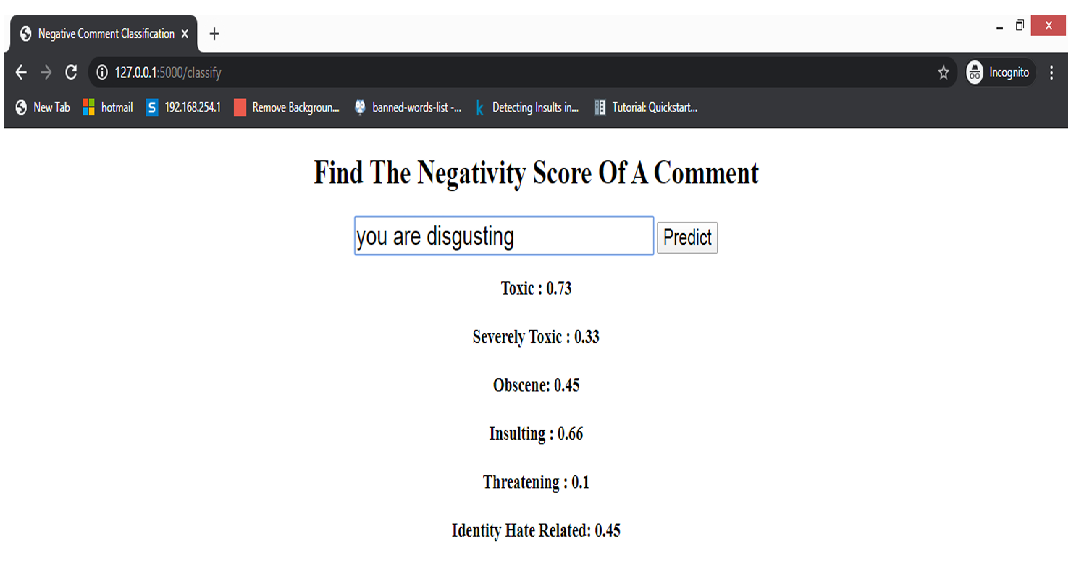 Negative Comment Classification
127.0.0.1:5000/classify
Incognito
New Tab hotmail S 192.168.254.1 Remove Backgroun... banned-words-list -... k Detecting Insults in... Tutorial: Quickstart...
Find The Negativity Score Of A Comment
you are disgusting Predict
Toxic : 0.73
Severely Toxic : 0.33
Obscene: 0.45
Insulting : 0.66
Threatening : 0.1
Identity Hate Related: 0.45